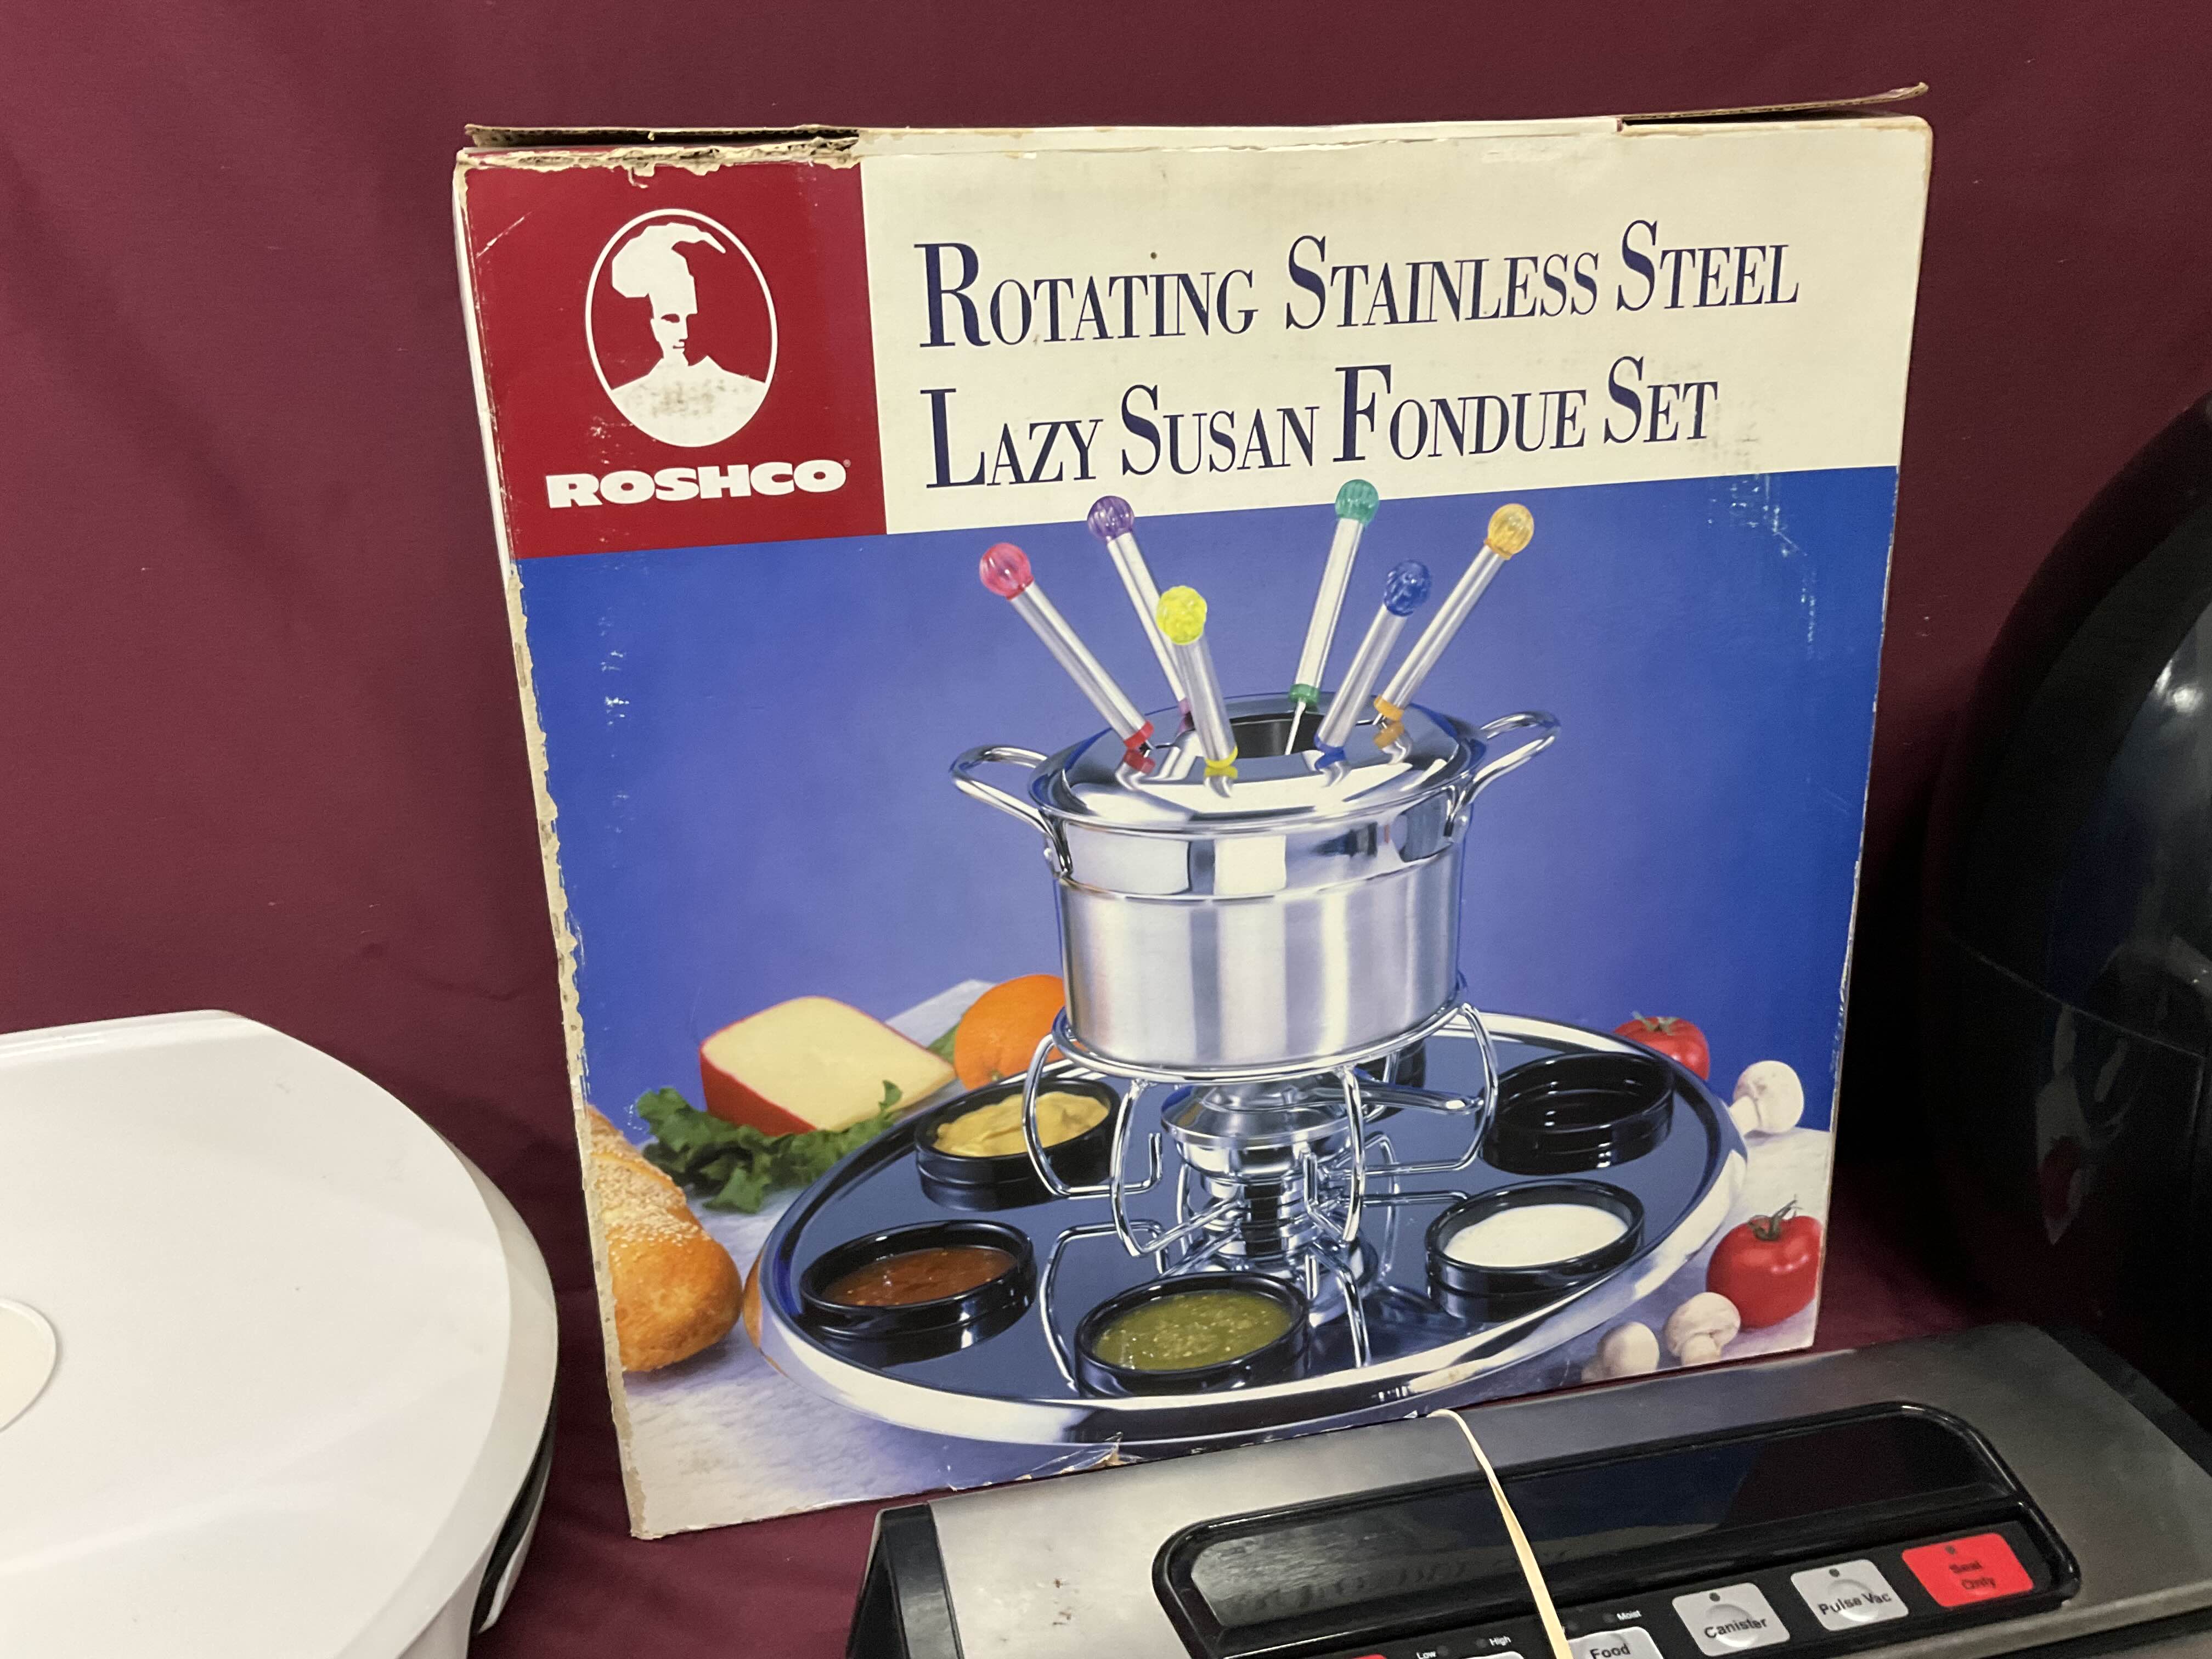 ROTATING STAINLESS STEEL
LAZY SUSAN FONDUE SET
ROSHCO®
Seal
Only
Pulse Vac
Canister
Moist
Food
High
Low